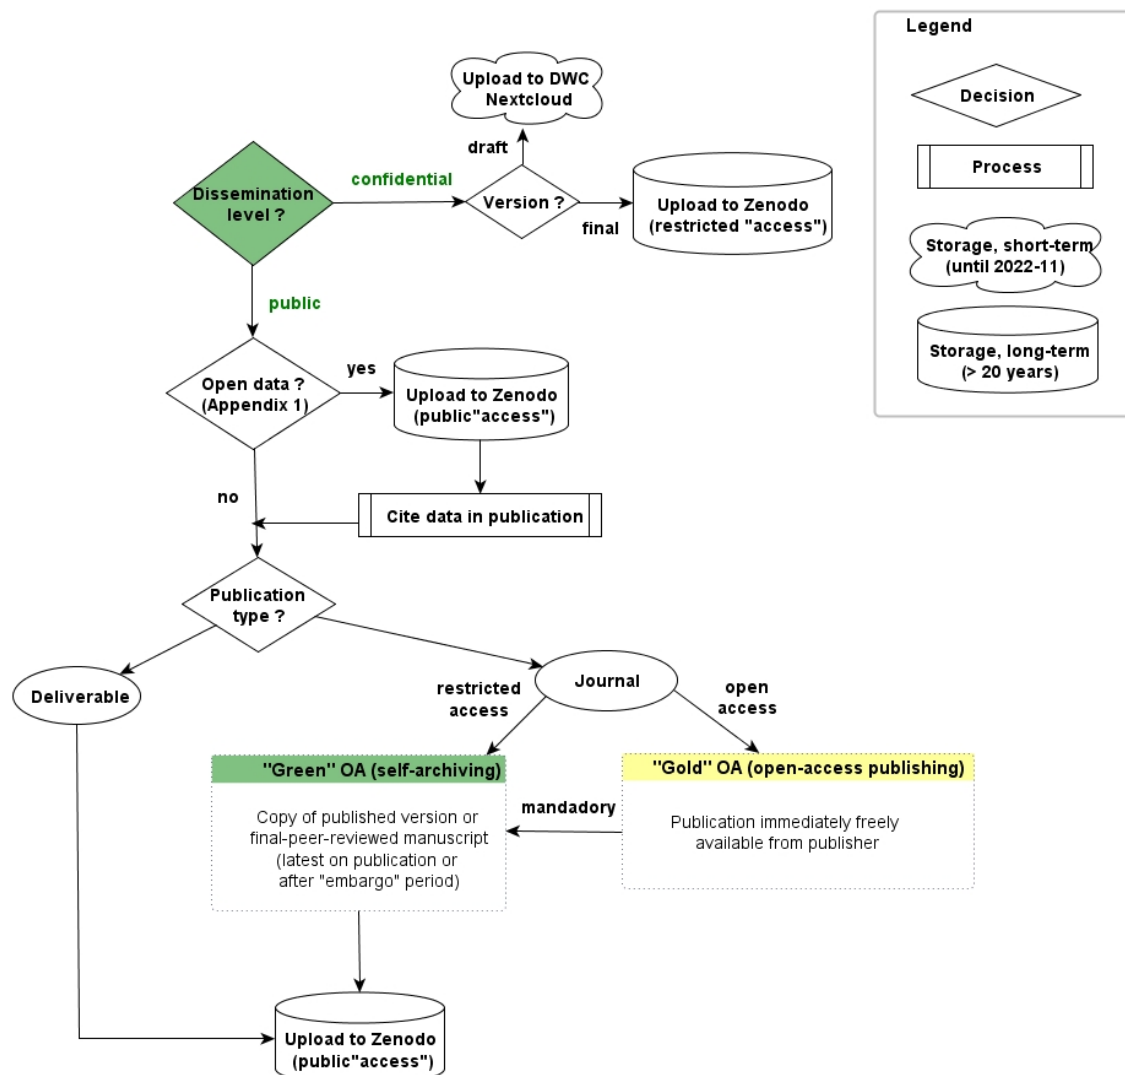 Legend
Decision
Process
Storage, short-term
(until 2022-11)
Storage, long-term
(> 20 years)
Upload to DWC
Nextcloud
draft
Dissemination
level ?
confidential
Version ?
final
Upload to Zenodo
(restricted "access")
public
Open data ?
(Appendix 1)
yes
Upload to Zenodo
(public"access")
no
Cite data in publication
Publication
type ?
Deliverable
Journal
restricted
access
open
access
"Green" OA (self-archiving)
Copy of published version or
final-peer-reviewed manuscript
(latest on publication or
after "embargo" period)
mandadory
"Gold" OA (open-access publishing)
Publication immediately freely
available from publisher
Upload to Zenodo
(public"access")